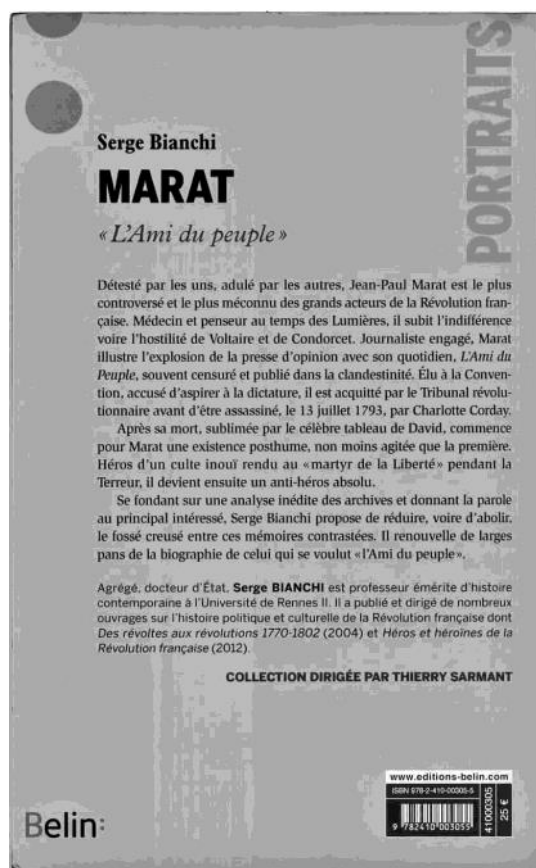 PORTRAITS
Serge Bianchi
MARAT
« L'Ami du peuple »
Détesté par les uns, adulé par les autres, Jean-Paul Marat est le plus
controversé et le plus méconnu des grands acteurs de la Révolution fran-
çaise. Médecin et penseur au temps des Lumières, il subit l'indifférence
voire l'hostilité de Voltaire et de Condorcet. Journaliste engagé, Marat
illustre l'explosion de la presse d'opinion avec son quotidien, L'Ami du
Peuple, souvent censuré et publié dans la clandestinité. Élu à la Conven-
tion, accusé d'aspirer à la dictature, il est acquitté par le Tribunal révolu-
tionnaire avant d'être assassiné, le 13 juillet 1793, par Charlotte Corday.
Après sa mort, sublimée par le célèbre tableau de David, commence
pour Marat une existence posthume, non moins agitée que la première.
Héros d'un culte inouï rendu au « martyr de la Liberté » pendant la
Terreur, il devient ensuite un anti-héros absolu.
Se fondant sur une analyse inédite des archives et donnant la parole
au principal intéressé, Serge Bianchi propose de réduire, voire d'abolir,
le fossé creusé entre ces mémoires contrastées. Il renouvelle de larges
pans de la biographie de celui qui se voulut « l'Ami du peuple ».
Agrégé, docteur d'État, Serge BIANCHI est professeur émérite d'histoire
contemporaine à l'Université de Rennes II. Il a publié et dirigé de nombreux
ouvrages sur l'histoire politique et culturelle de la Révolution française dont
Des révoltes aux révolutions 1770-1802 (2004) et Héros et héroïnes de la
Révolution française (2012).
COLLECTION DIRIGÉE PAR THIERRY SARMANT
www.editions-belin.com
ISBN 978-2-410-00305-5
9 782410 003055
41000305
25 €
Belin: